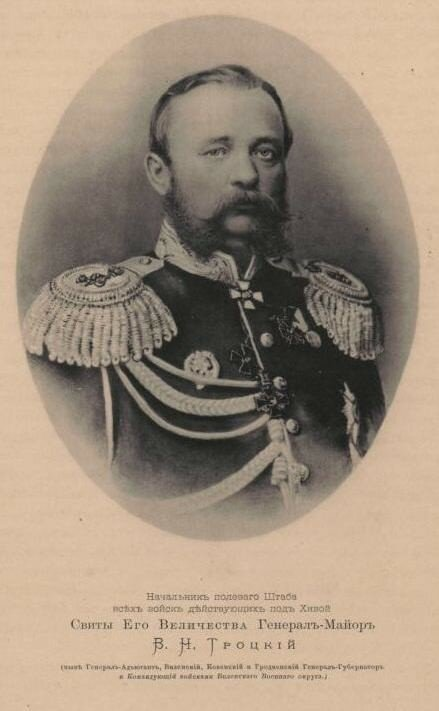 Начальникъ полеваго Штаба
всѣхъ войскъ дѣйствующихъ подъ Хивой
Свиты Его Величества Генералъ-Майоръ
В. Н. Троцкій
(нынѣ Генералъ-Адъютантъ, Виленскій, Ковенскій и Гродненскій Генералъ-Губернаторъ
и Командующій войсками Виленскаго Военнаго округа.)